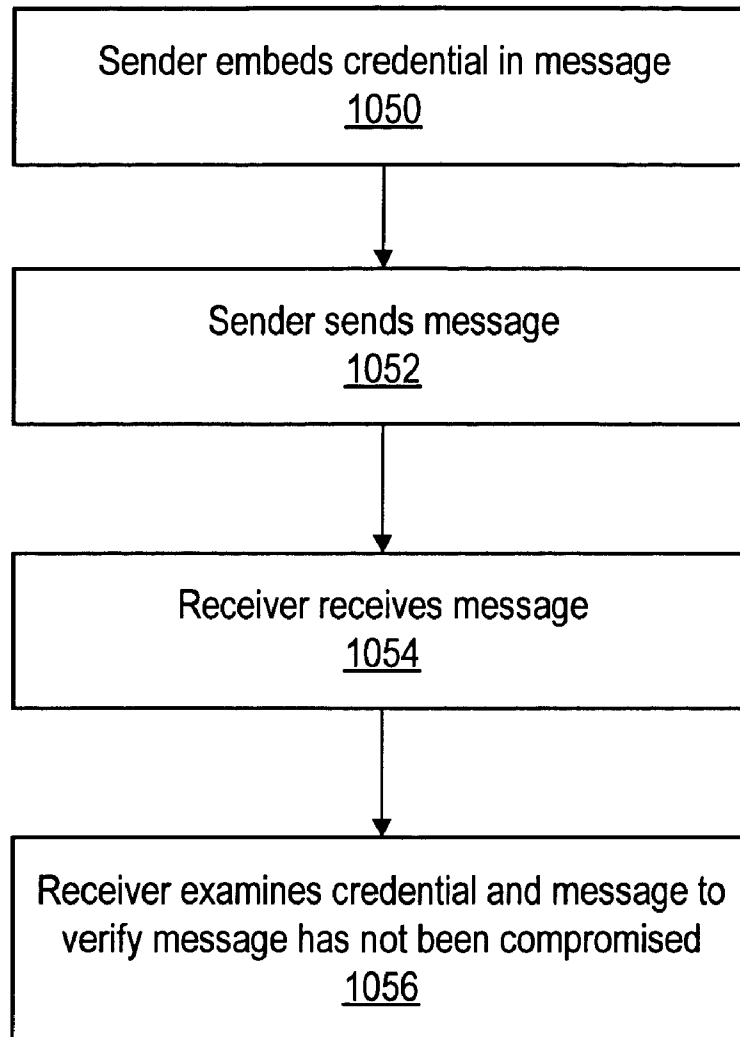 Sender embeds credential in message
1050
Sender sends message
1052
Receiver receives message
1054
Receiver examines credential and message to
verify message has not been compromised
1056